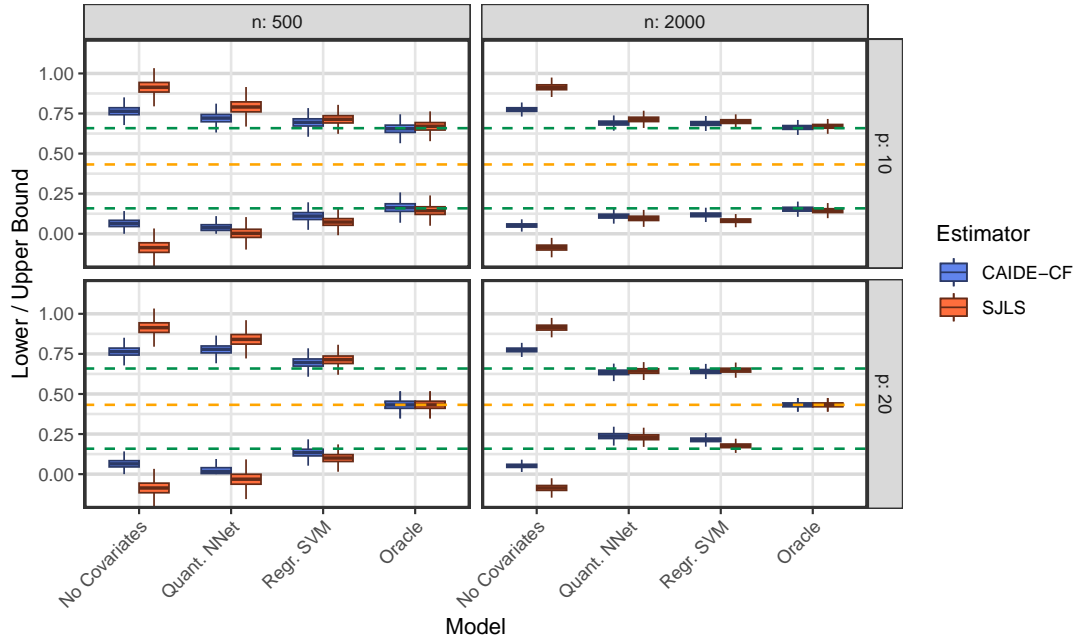 n: 500
n: 2000
1.00
0.75
0.50
0.25
0.00
p: 10
1.00
0.75
0.50
0.25
0.00
p: 20
Lower / Upper Bound
No Covariates
Quant. NNet
Regr. SVM
Oracle
No Covariates
Quant. NNet
Regr. SVM
Oracle
Model
Estimator
CAIDE−CF
SJLS